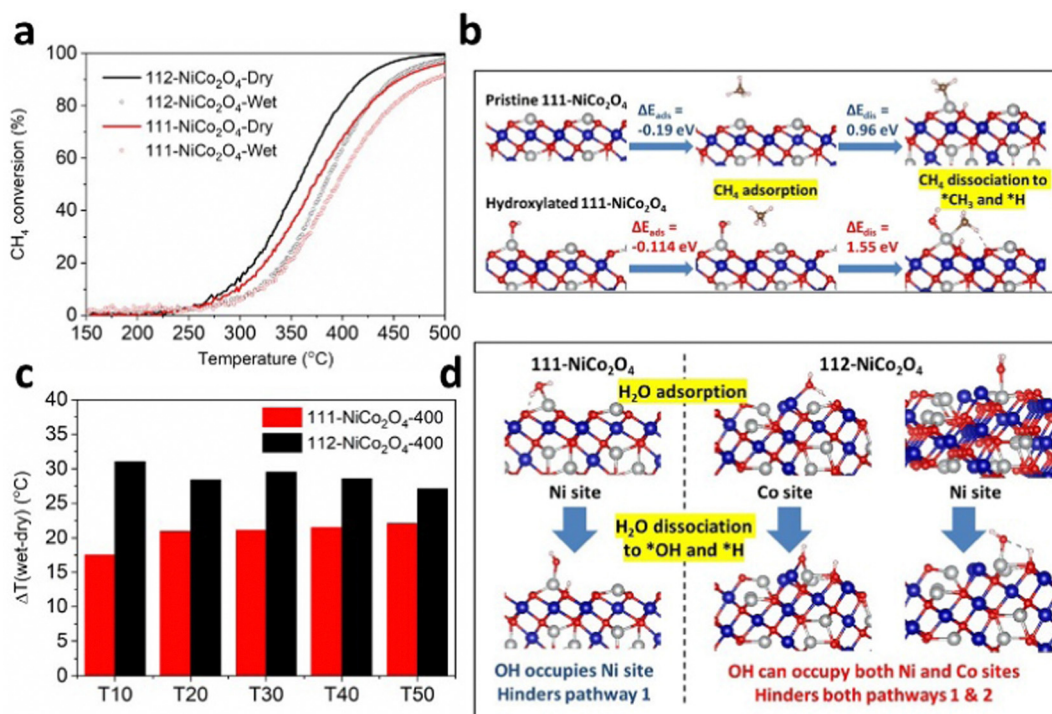 a
100
80
60
40
20
0
CH₄ conversion (%)
112-NiCo₂O₄-Dry
112-NiCo₂O₄-Wet
111-NiCo₂O₄-Dry
111-NiCo₂O₄-Wet
150 200 250 300 350 400 450 500
Temperature (°C)
b
Pristine 111-NiCo₂O₄
ΔE_ads =
-0.19 eV
ΔE_dis =
0.96 eV
CH₄ adsorption
CH₄ dissociation to
*CH₃ and *H
Hydroxylated 111-NiCo₂O₄
ΔE_ads =
-0.114 eV
ΔE_dis =
1.55 eV
c
40
35
30
25
20
15
10
5
0
ΔT(wet-dry) (°C)
111-NiCo₂O₄-400
112-NiCo₂O₄-400
T10 T20 T30 T40 T50
d
111-NiCo₂O₄
112-NiCo₂O₄
H₂O adsorption
Ni site
Co site
Ni site
H₂O dissociation
to *OH and *H
OH occupies Ni site
Hinders pathway 1
OH can occupy both Ni and Co sites
Hinders both pathways 1 & 2